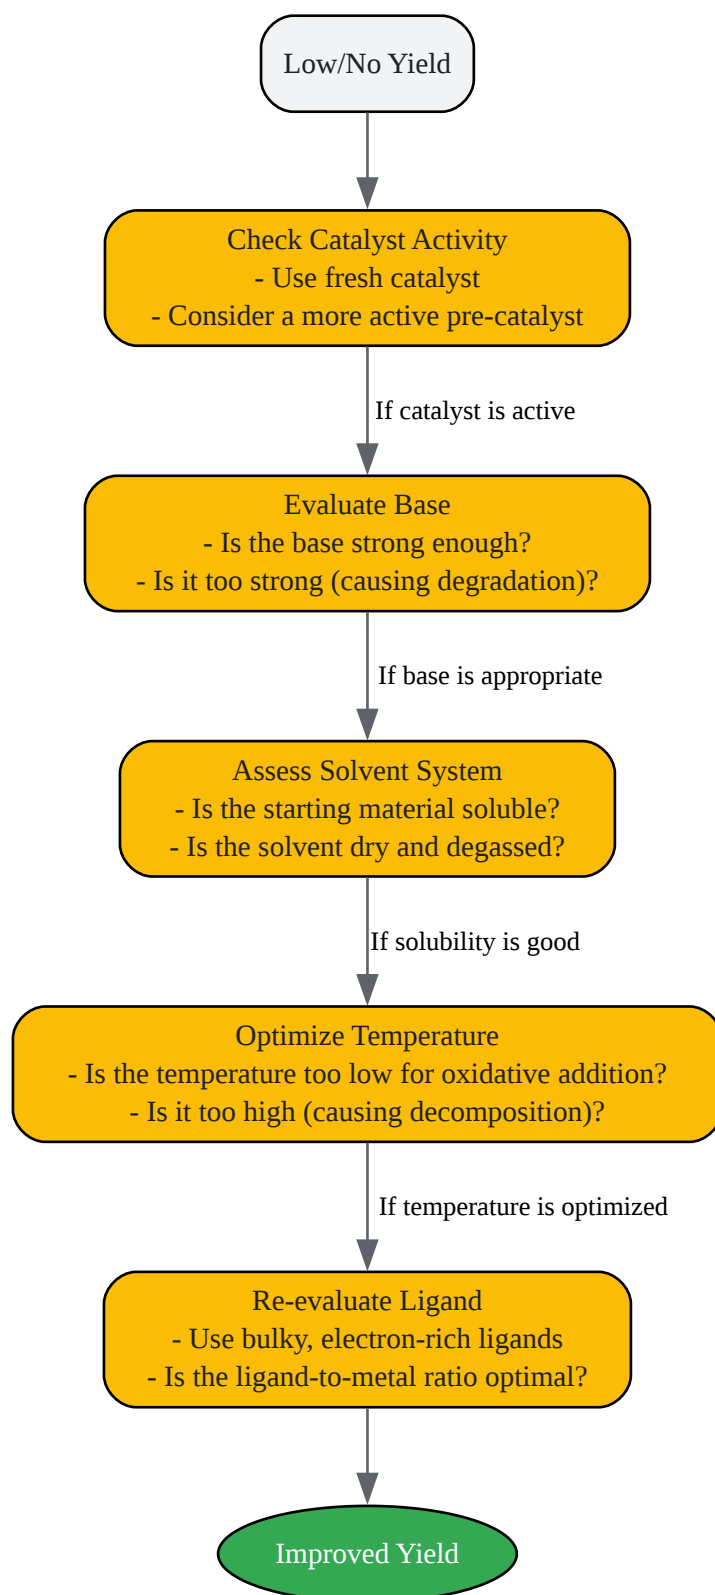 Low/No Yield
Check Catalyst Activity
- Use fresh catalyst
- Consider a more active pre-catalyst
If catalyst is active
Evaluate Base
- Is the base strong enough?
- Is it too strong (causing degradation)?
If base is appropriate
Assess Solvent System
- Is the starting material soluble?
- Is the solvent dry and degassed?
If solubility is good
Optimize Temperature
- Is the temperature too low for oxidative addition?
- Is it too high (causing decomposition)?
If temperature is optimized
Re-evaluate Ligand
- Use bulky, electron-rich ligands
- Is the ligand-to-metal ratio optimal?
Improved Yield